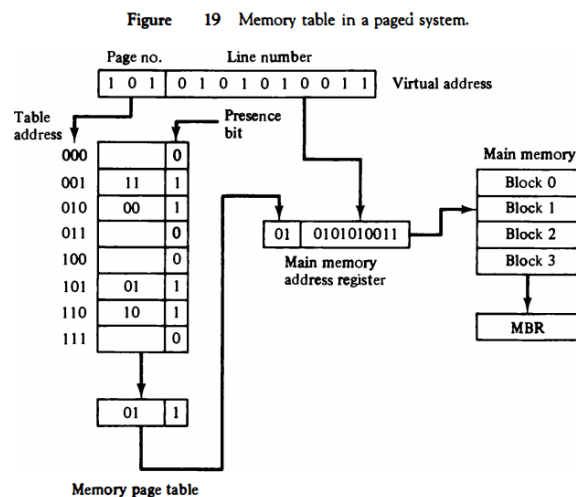 Figure 19 Memory table in a paged system.
Page no. Line number
1 0 1 0 1 0 1 0 1 0 0 1 1 Virtual address
Table address
Presence bit
000 0
001 11 1
010 00 1
011 0
100 0
101 01 1
110 10 1
111 0
01 1
Memory page table
01 0101010011
Main memory
address register
Main memory
Block 0
Block 1
Block 2
Block 3
MBR